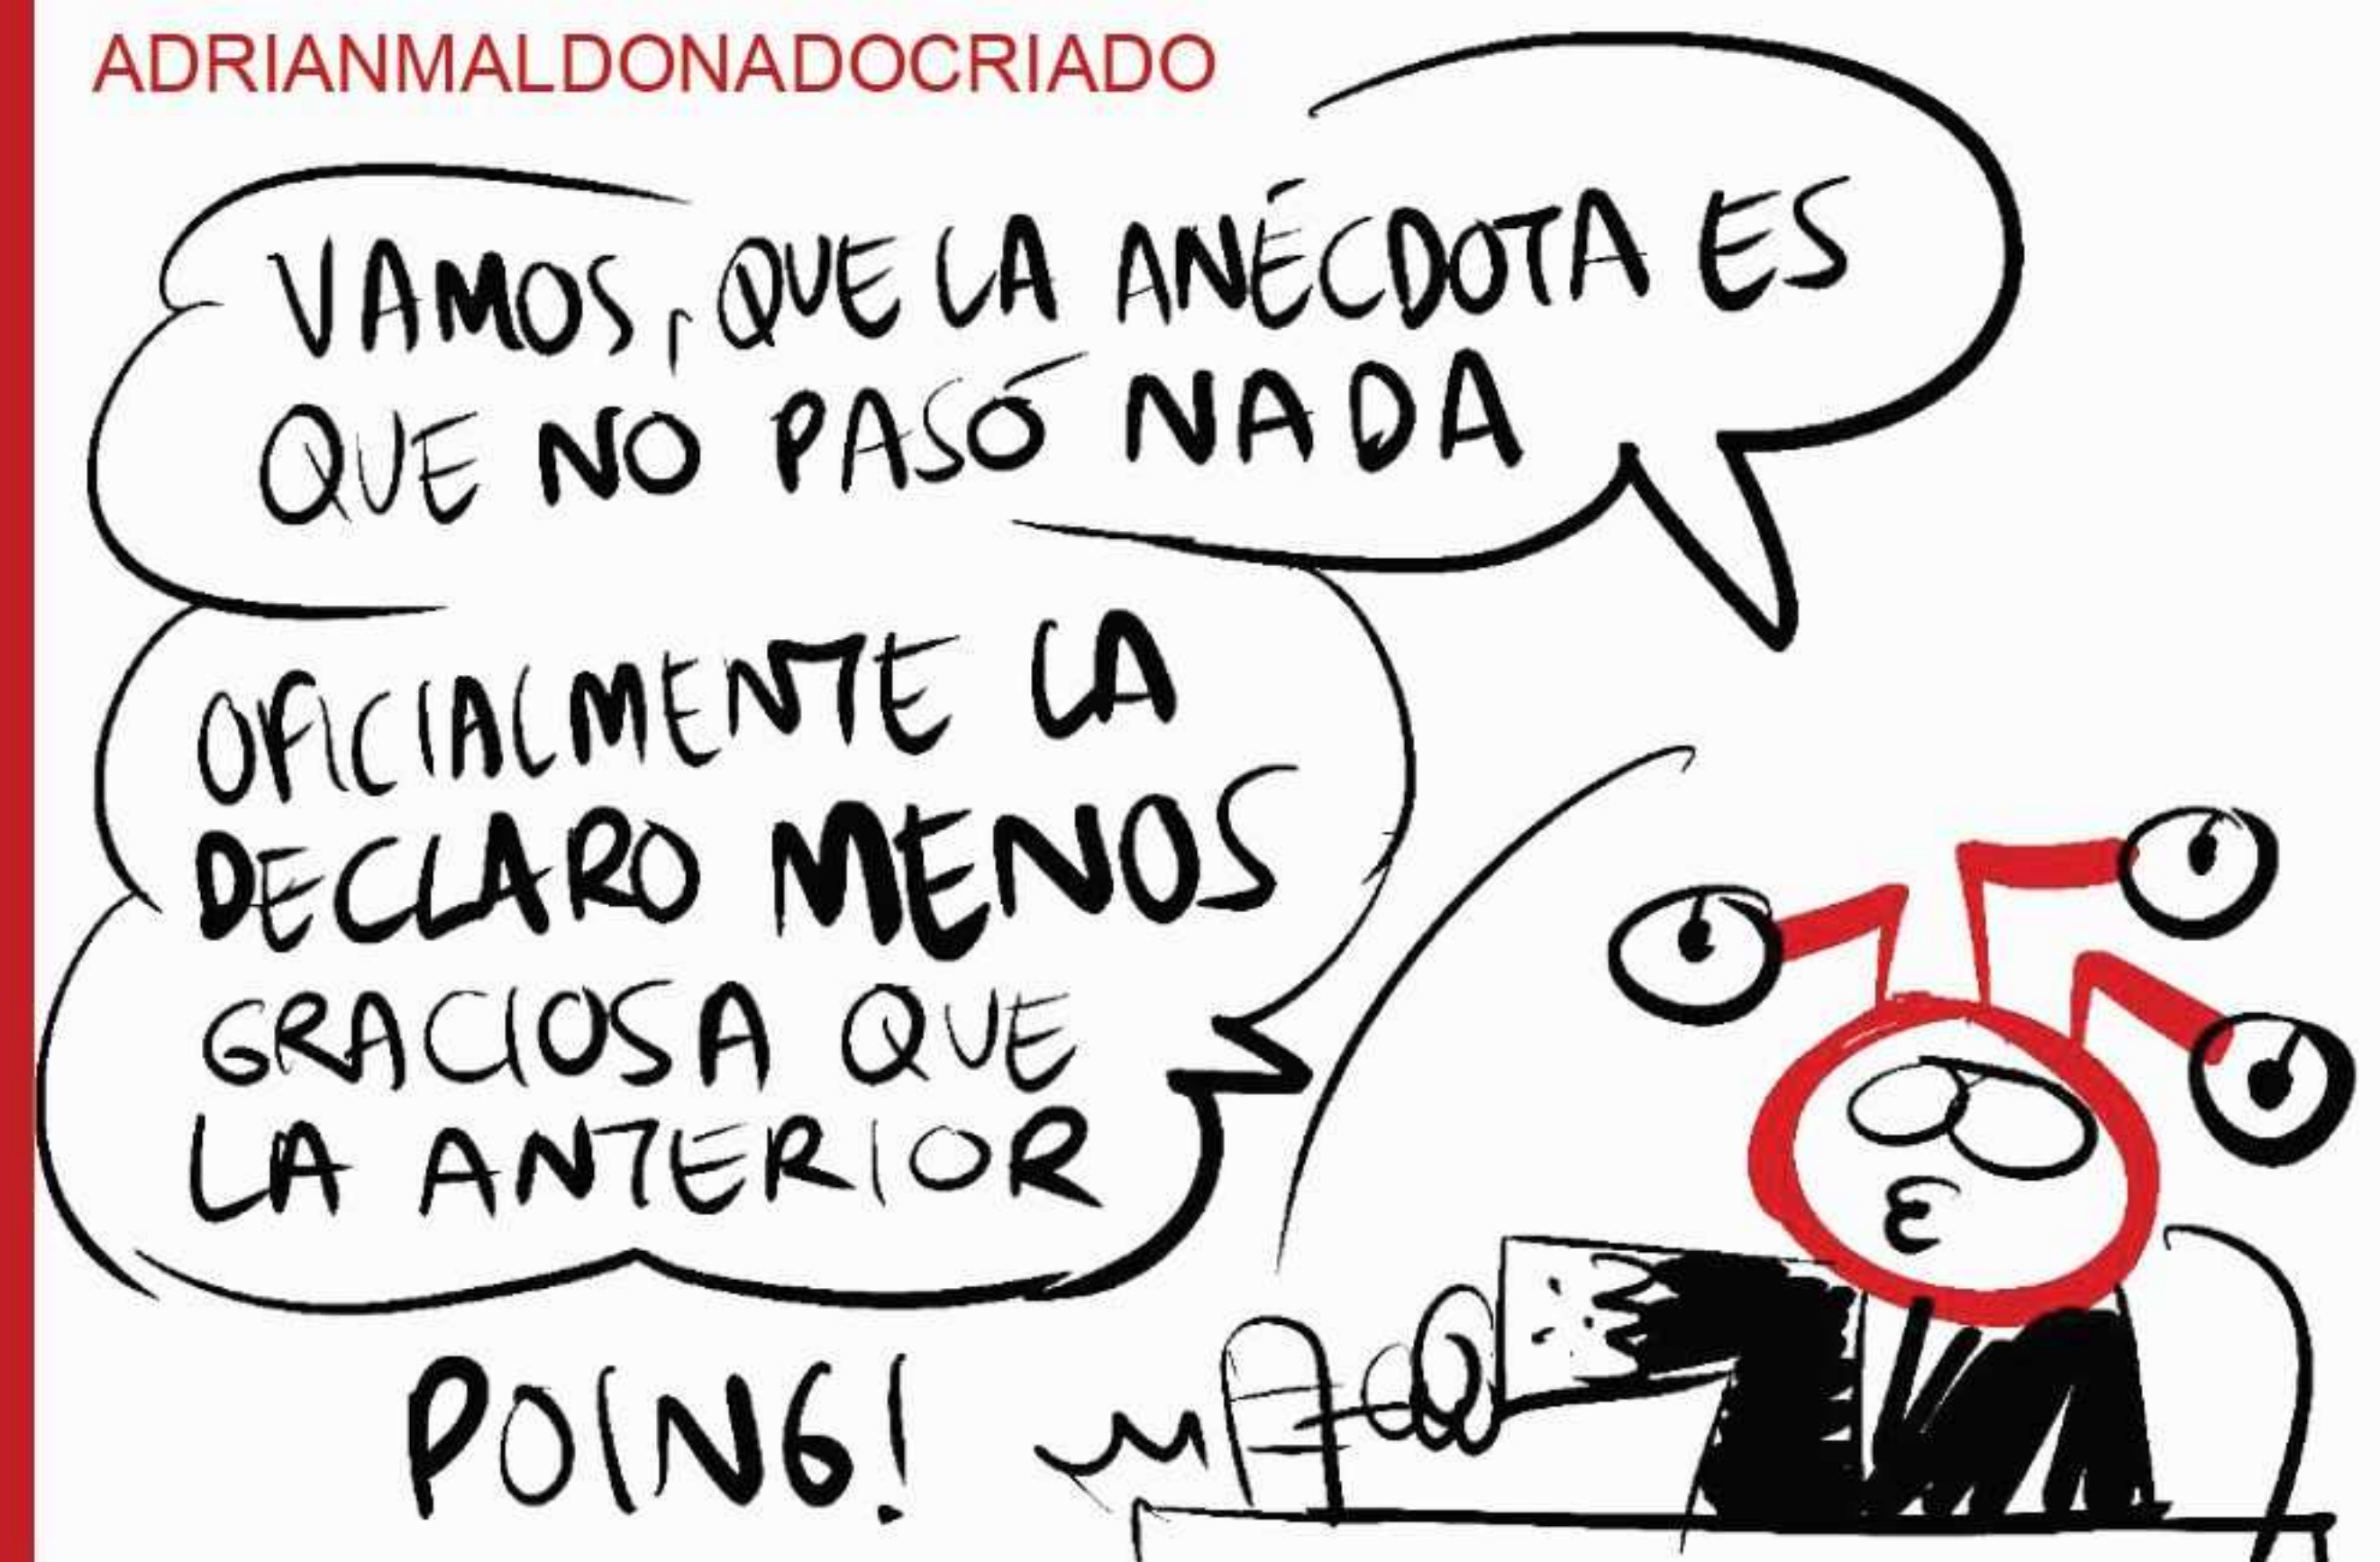 ADRIANMALDONADOCRIADO
VAMOS, QUE LA ANÉCDOTA ES
QUE NO PASÓ NADA
OFICIALMENTE LA
DECLARO MENOS
GRACIOSA QUE
LA ANTERIOR
POING!